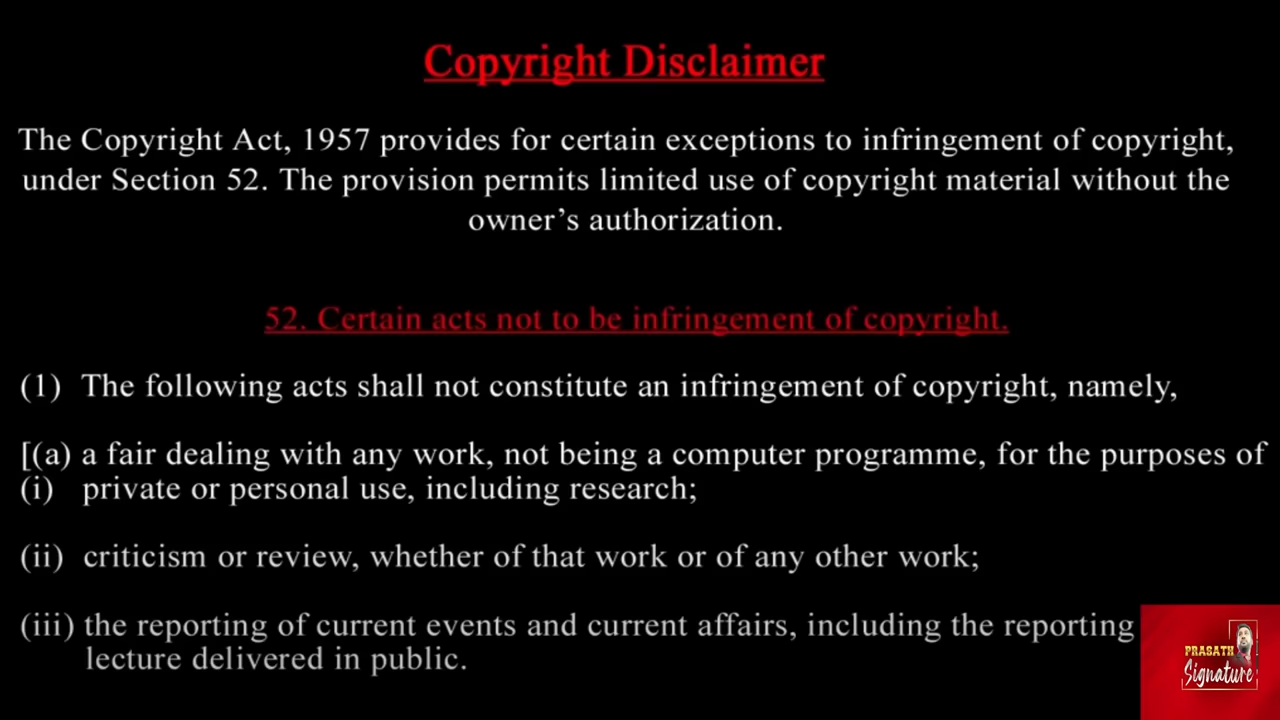 Copyright Disclaimer
The Copyright Act, 1957 provides for certain exceptions to infringement of copyright,
under Section 52. The provision permits limited use of copyright material without the
owner’s authorization.
52. Certain acts not to be infringement of copyright.
(1) The following acts shall not constitute an infringement of copyright, namely,
[(a) a fair dealing with any work, not being a computer programme, for the purposes of
(i) private or personal use, including research;
(ii) criticism or review, whether of that work or of any other work;
(iii) the reporting of current events and current affairs, including the reporting
lecture delivered in public.
PRASATH
Signature